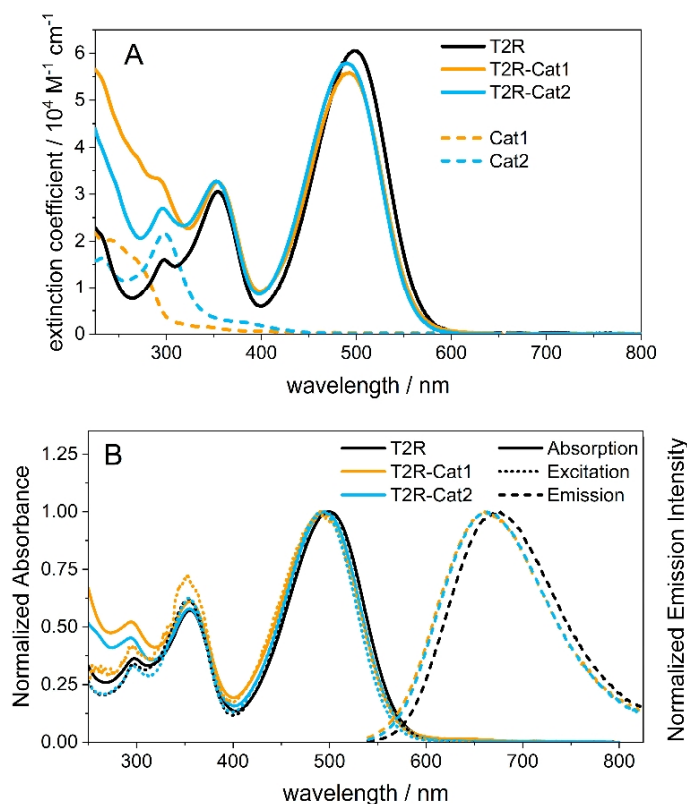 A
T2R
T2R-Cat1
T2R-Cat2
Cat1
Cat2
extinction coefficient / 10⁴ M⁻¹ cm⁻¹
6
5
4
3
2
1
0
300 400 500 600 700 800
wavelength / nm
B
T2R
T2R-Cat1
T2R-Cat2
Absorption
Excitation
Emission
Normalized Absorbance
Normalized Emission Intensity
1.25
1.00
0.75
0.50
0.25
0.00
300 400 500 600 700 800
wavelength / nm